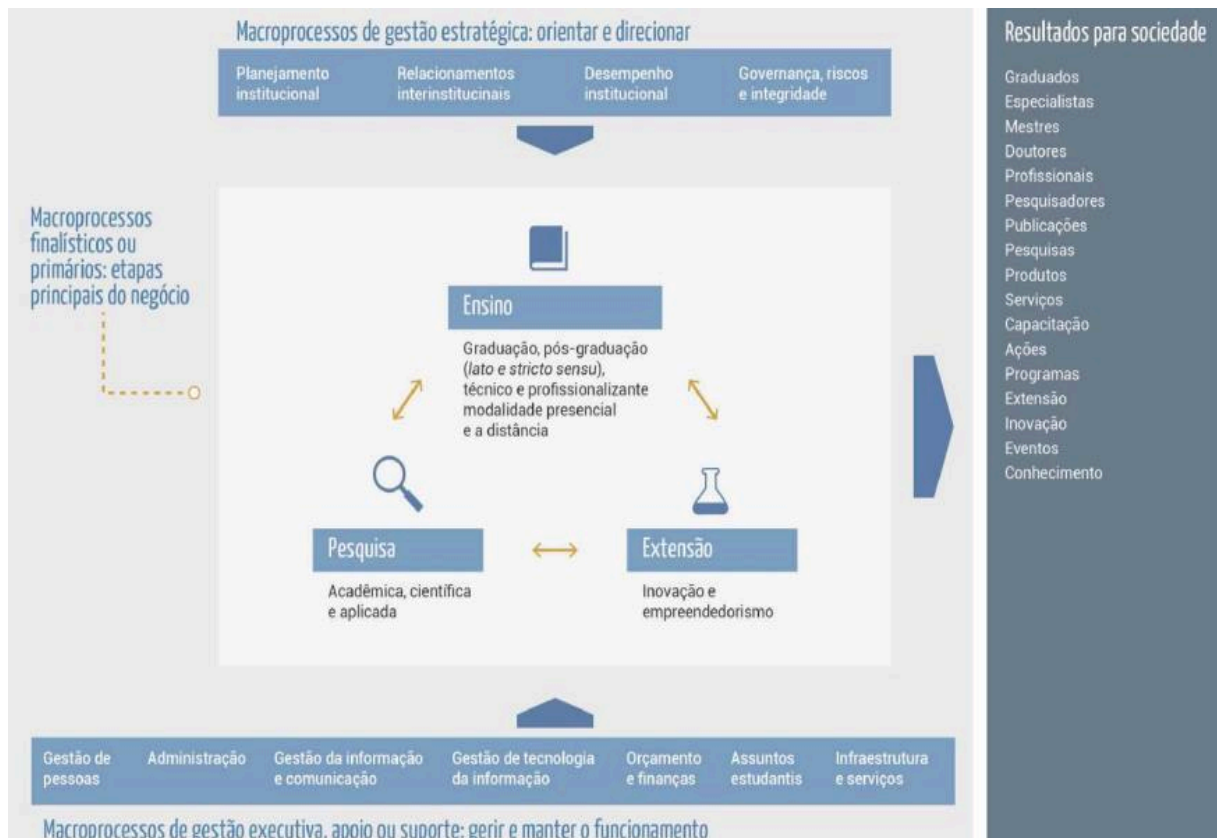 Macroprocessos de gestão estratégica: orientar e direcionar
Planejamento
institucional
Relacionamentos
interinstitucinais
Desempenho
institucional
Governança, riscos
e integridade
Macroprocessos
finalísticos ou
primários: etapas
principais do negócio
Ensino
Graduação, pós-graduação
(lato e stricto sensu),
técnico e profissionalizante
modalidade presencial
e a distância
Pesquisa
Acadêmica, científica
e aplicada
Extensão
Inovação e
empreendedorismo
Gestão de
pessoas
Administração
Gestão da informação
e comunicação
Gestão de tecnologia
da informação
Orçamento
e finanças
Assuntos
estudantis
Infraestrutura
e serviços
Macroprocessos de gestão executiva, apoio ou suporte: gerir e manter o funcionamento
Resultados para sociedade
Graduados
Especialistas
Mestres
Doutores
Profissionais
Pesquisadores
Publicações
Pesquisas
Produtos
Serviços
Capacitação
Ações
Programas
Extensão
Inovação
Eventos
Conhecimento